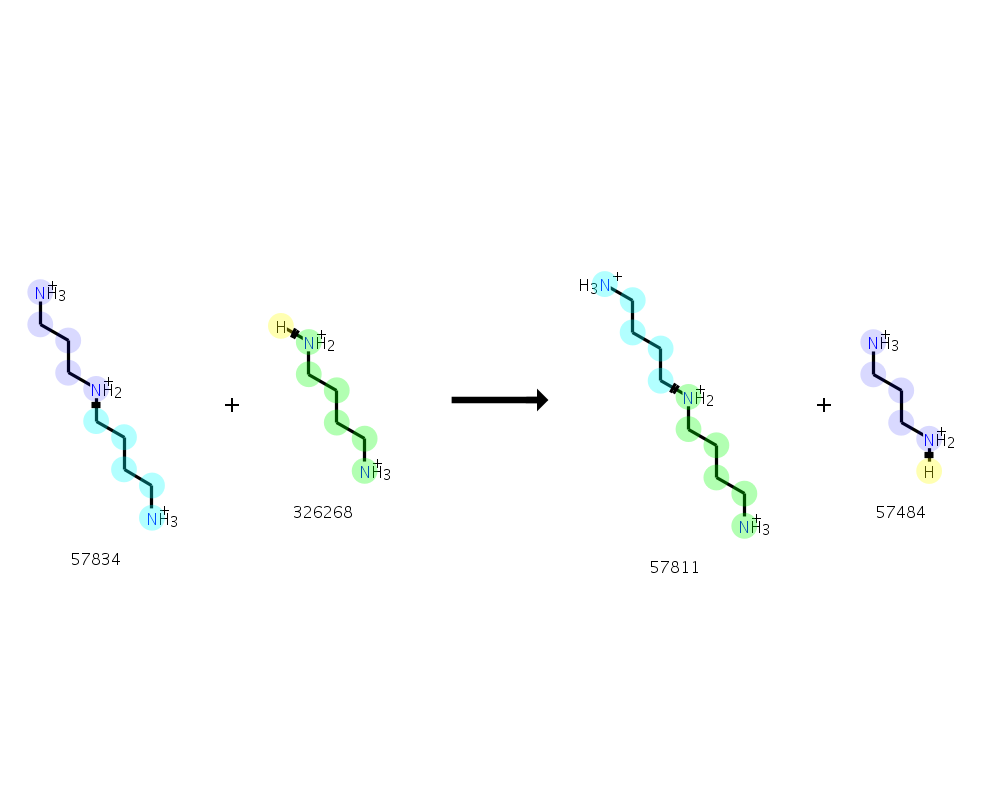 NH3+
NH2+
NH3+
57834
+
H
NH2+
NH3+
326268
H3N+
NH2+
NH3+
57811
+
NH3+
NH2+
H
57484